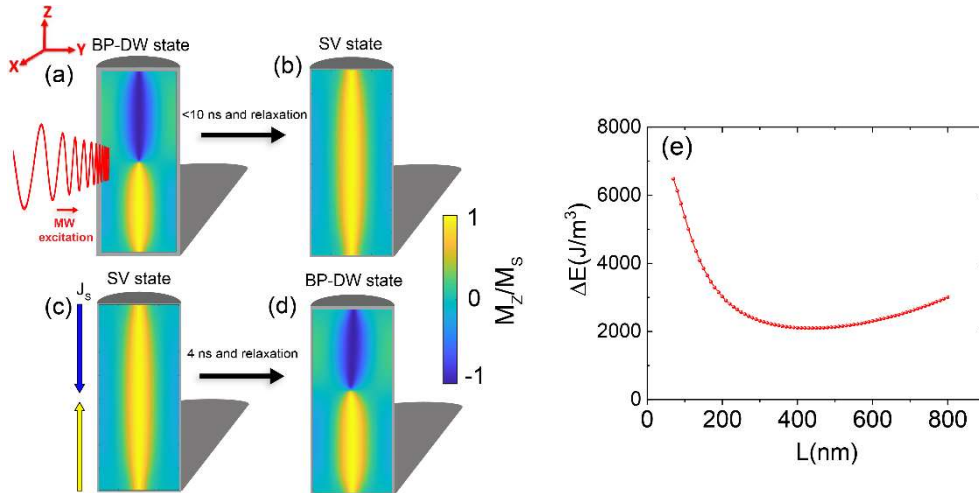 Z
Y
X
BP-DW state
SV state
(a)
(b)
<10 ns and relaxation
MW
excitation
1
0
-1
M_Z/M_S
SV state
BP-DW state
J_s
(c)
(d)
4 ns and relaxation
(e)
8000
6000
4000
2000
0
ΔE(J/m³)
0 200 400 600 800
L(nm)